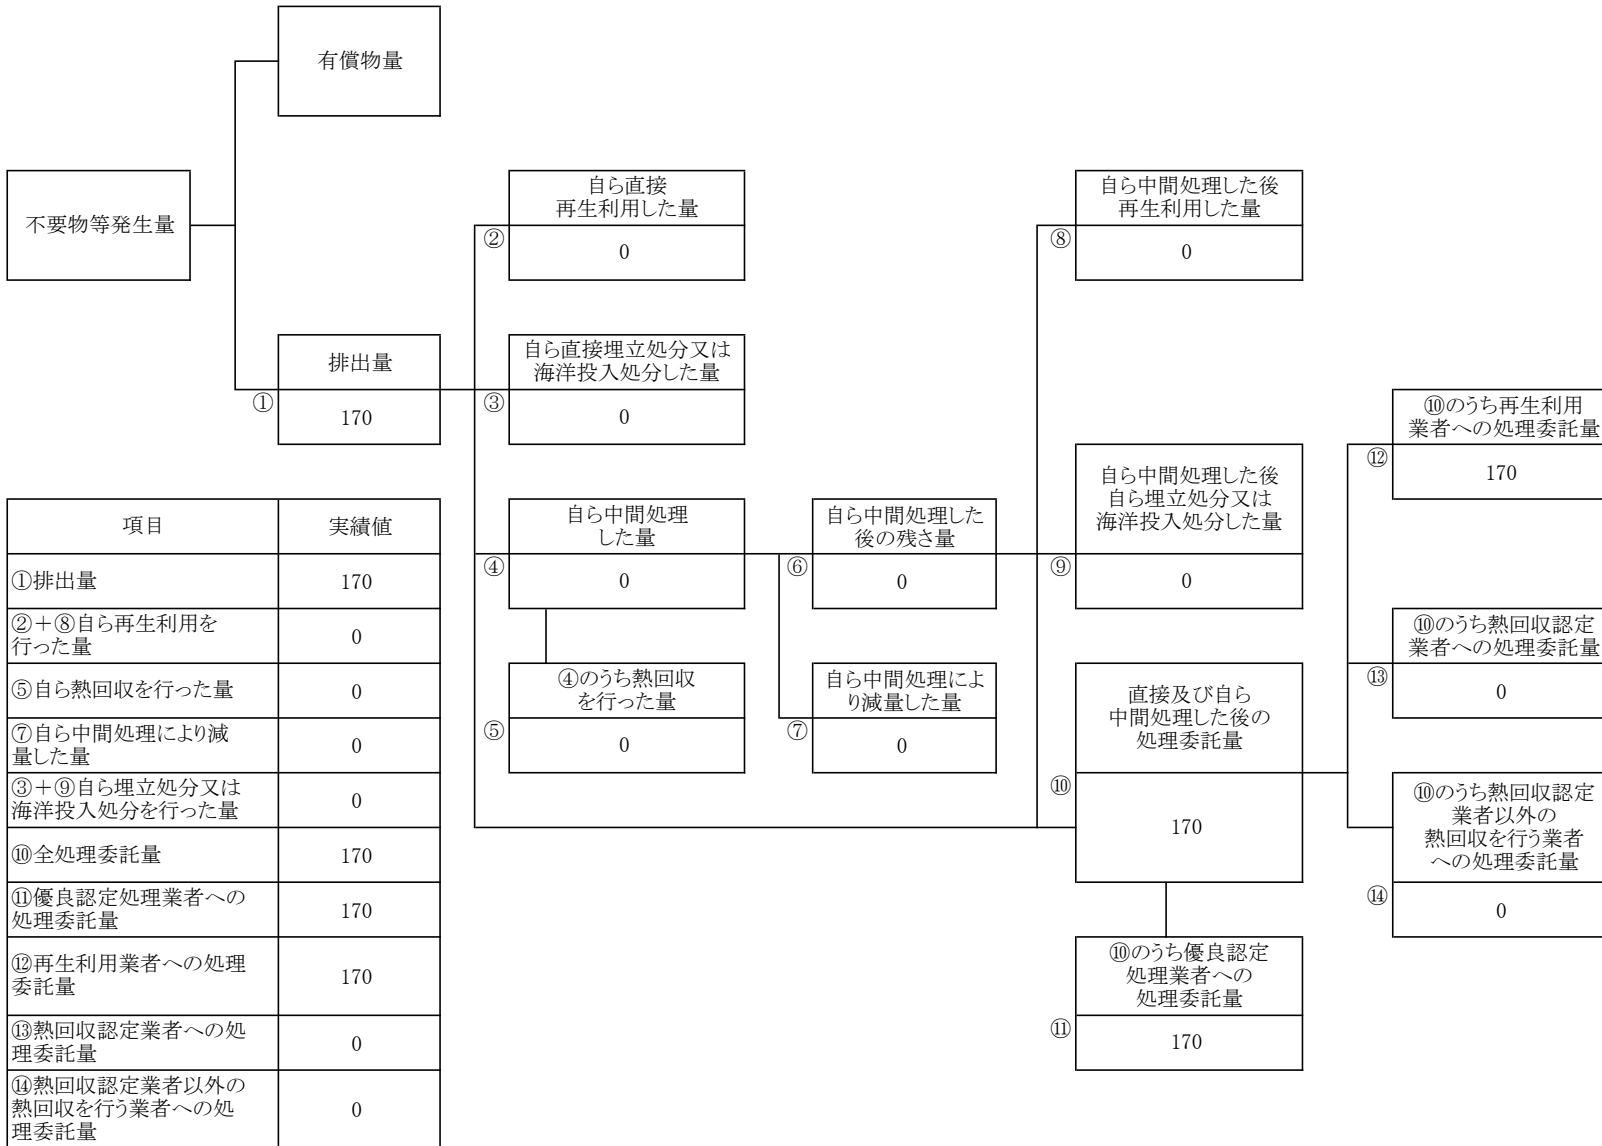 有償物量
不要物等発生量
自ら直接
再生利用した量
②
0
自ら中間処理した後
再生利用した量
⑧
0
排出量
①
170
自ら直接埋立処分又は
海洋投入処分した量
③
0
⑩のうち再生利用
業者への処理委託量
⑫
170
自ら中間処理
した量
④
0
自ら中間処理した
後の残さ量
⑥
0
自ら中間処理した後
自ら埋立処分又は
海洋投入処分した量
⑨
0
④のうち熱回収
を行った量
⑤
0
自ら中間処理によ
り減量した量
⑦
0
直接及び自ら
中間処理した後の
処理委託量
⑩
170
⑩のうち熱回収認定
業者への処理委託量
⑬
0
⑩のうち熱回収認定
業者以外の
熱回収を行う業者
への処理委託量
⑭
0
⑩のうち優良認定
処理業者への
処理委託量
⑪
170
項目 実績値
①排出量 170
②+⑧自ら再生利用を
行った量 0
⑤自ら熱回収を行った量 0
⑦自ら中間処理により減
量した量 0
③+⑨自ら埋立処分又は
海洋投入処分を行った量 0
⑩全処理委託量 170
⑪優良認定処理業者への
処理委託量 170
⑫再生利用業者への処理
委託量 170
⑬熱回収認定業者への処
理委託量 0
⑭熱回収認定業者以外の
熱回収を行う業者への処
理委託量 0